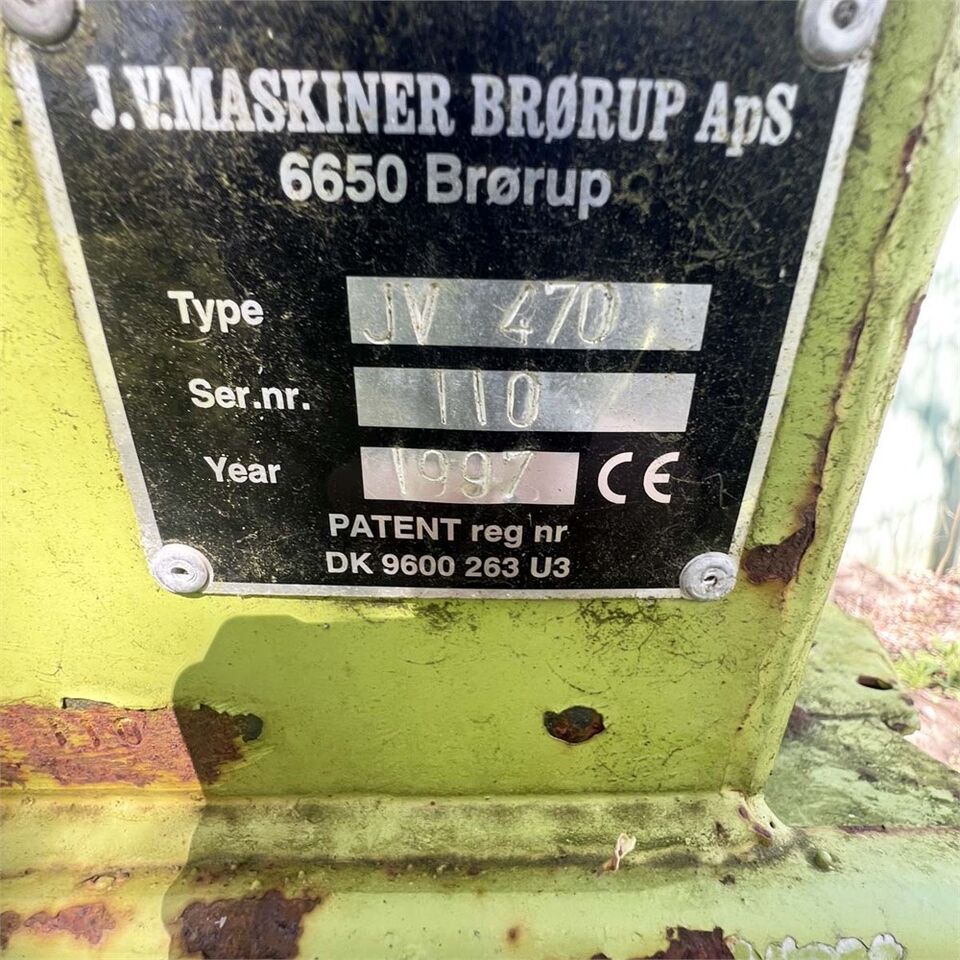 J.V.MASKINER BRØRUP ApS
6650 Brørup
Type JV 470
Ser.nr. 110
Year 1997 CE
PATENT reg nr
DK 9600 263 U3
110